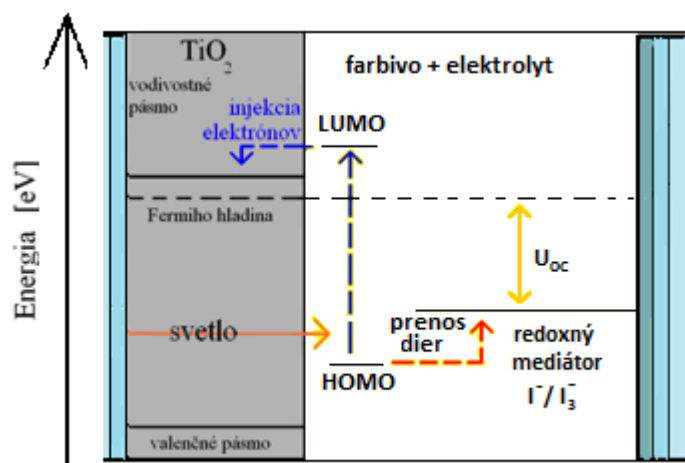 Energia [eV]
TiO2
vodivostné
pásmo
injekcia
elektrónov
Fermiho hladina
svetlo
valenčné pásmo
farbivo + elektrolyt
LUMO
HOMO
prenos
dier
UOC
redoxný
mediátor
I-/ I3-